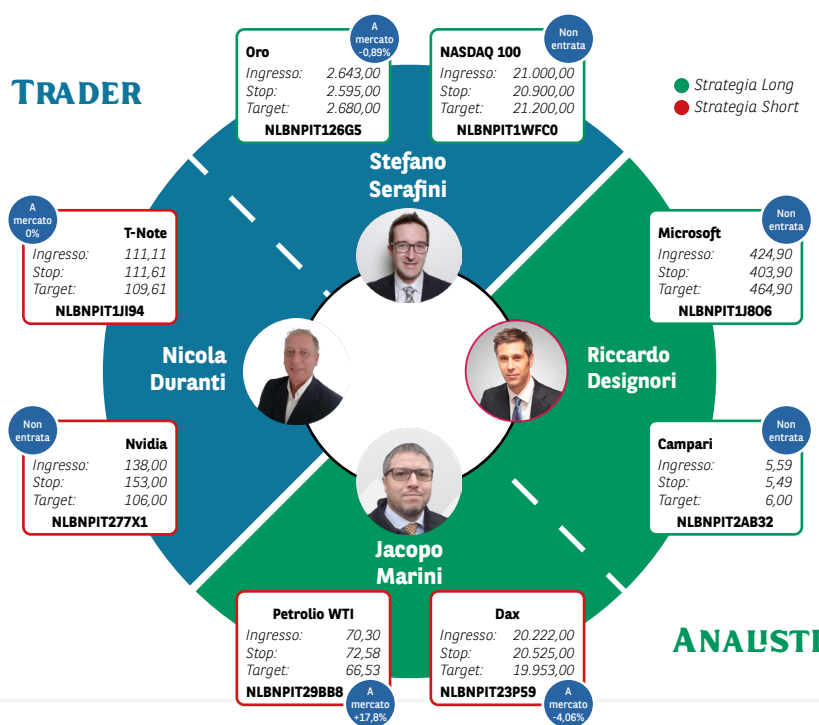 TRADER
A
mercato
-0,89%
Oro
Ingresso: 2.643,00
Stop: 2.595,00
Target: 2.680,00
NLBNPIT126G5
Non
entrata
NASDAQ 100
Ingresso: 21.000,00
Stop: 20.900,00
Target: 21.200,00
NLBNPIT1WFC0
Strategia Long
Strategia Short
Stefano
Serafini
A
mercato
0%
T-Note
Ingresso: 111,11
Stop: 111,61
Target: 109,61
NLBNPIT1JI94
Non
entrata
Microsoft
Ingresso: 424,90
Stop: 403,90
Target: 464,90
NLBNPIT1J8O6
Nicola
Duranti
Riccardo
Designori
Non
entrata
Nvidia
Ingresso: 138,00
Stop: 153,00
Target: 106,00
NLBNPIT277X1
Non
entrata
Campari
Ingresso: 5,59
Stop: 5,49
Target: 6,00
NLBNPIT2AB32
Jacopo
Marini
Petrolio WTI
Ingresso: 70,30
Stop: 72,58
Target: 66,53
NLBNPIT29BB8
A
mercato
+17,8%
Dax
Ingresso: 20.222,00
Stop: 20.525,00
Target: 19.953,00
NLBNPIT23P59
A
mercato
-4,06%
ANALISTI